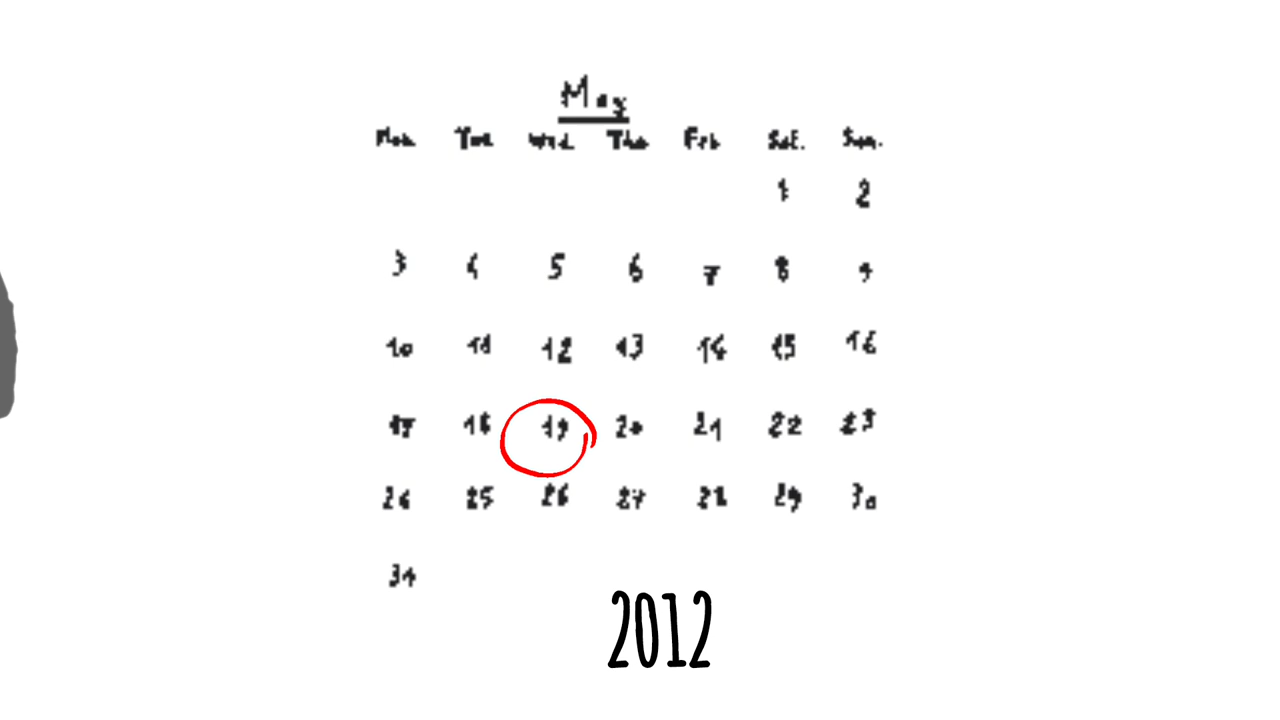 May
Mon Tue Wed Thu Fri Sat. Sun.
1 2
3 4 5 6 7 8 9
10 11 12 13 14 15 16
17 18 19 20 21 22 23
24 25 26 27 28 29 30
31
2012